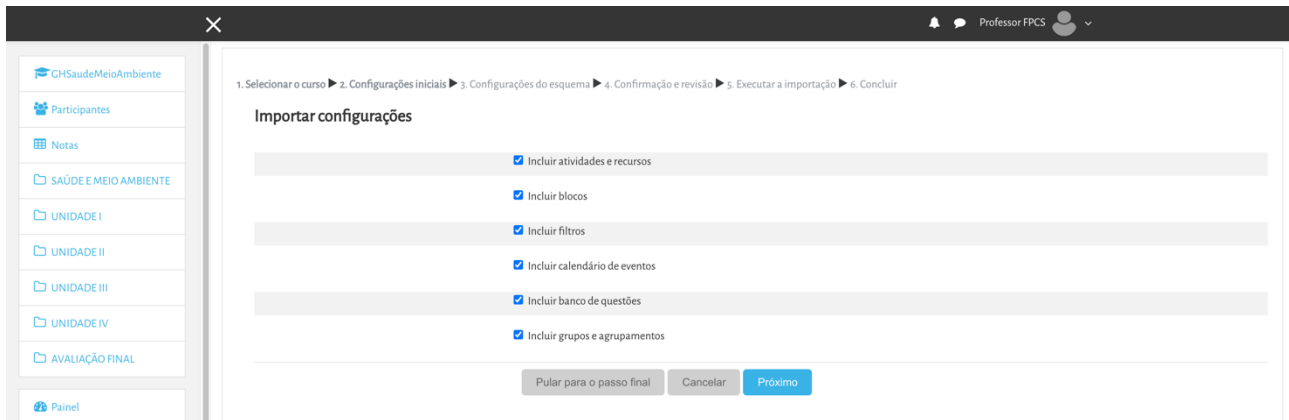 Professor FPCS
GHSaudeMeioAmbiente
Participantes
Notas
SAÚDE E MEIO AMBIENTE
UNIDADE I
UNIDADE II
UNIDADE III
UNIDADE IV
AVALIAÇÃO FINAL
Painel
1. Selecionar o curso ▶ 2. Configurações iniciais ▶ 3. Configurações do esquema ▶ 4. Confirmação e revisão ▶ 5. Executar a importação ▶ 6. Concluir
Importar configurações
Incluir atividades e recursos
Incluir blocos
Incluir filtros
Incluir calendário de eventos
Incluir banco de questões
Incluir grupos e agrupamentos
Pular para o passo final Cancelar Próximo